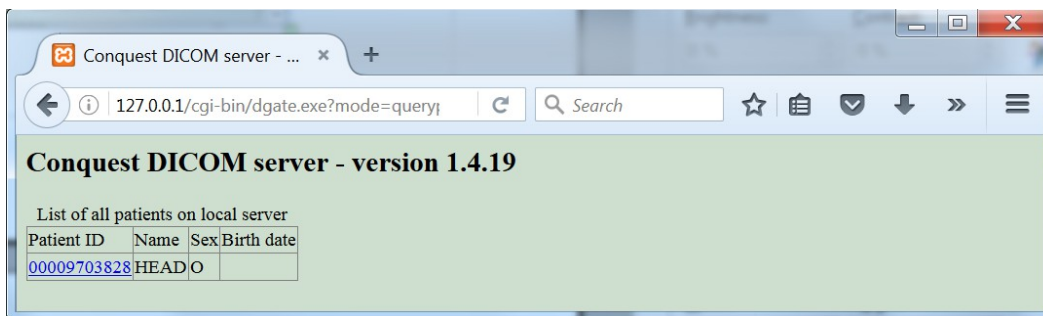 Conquest DICOM server - ...
127.0.0.1/cgi-bin/dgate.exe?mode=query
Search
Conquest DICOM server - version 1.4.19
List of all patients on local server
Patient ID Name Sex Birth date
00009703828 HEAD O